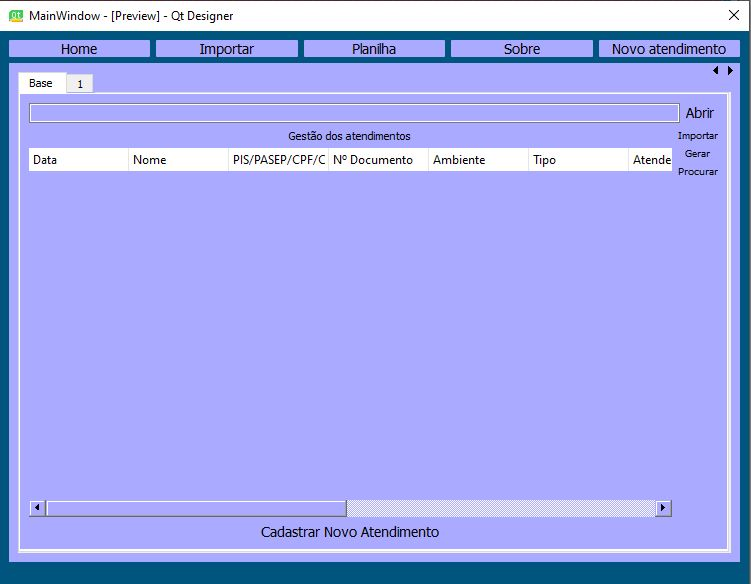 MainWindow - [Preview] - Qt Designer
Home Importar Planilha Sobre Novo atendimento
Base 1
Abrir
Gestão dos atendimentos Importar
Gerar
Data Nome PIS/PASEP/CPF/C Nº Documento Ambiente Tipo Atende
Procurar
Cadastrar Novo Atendimento